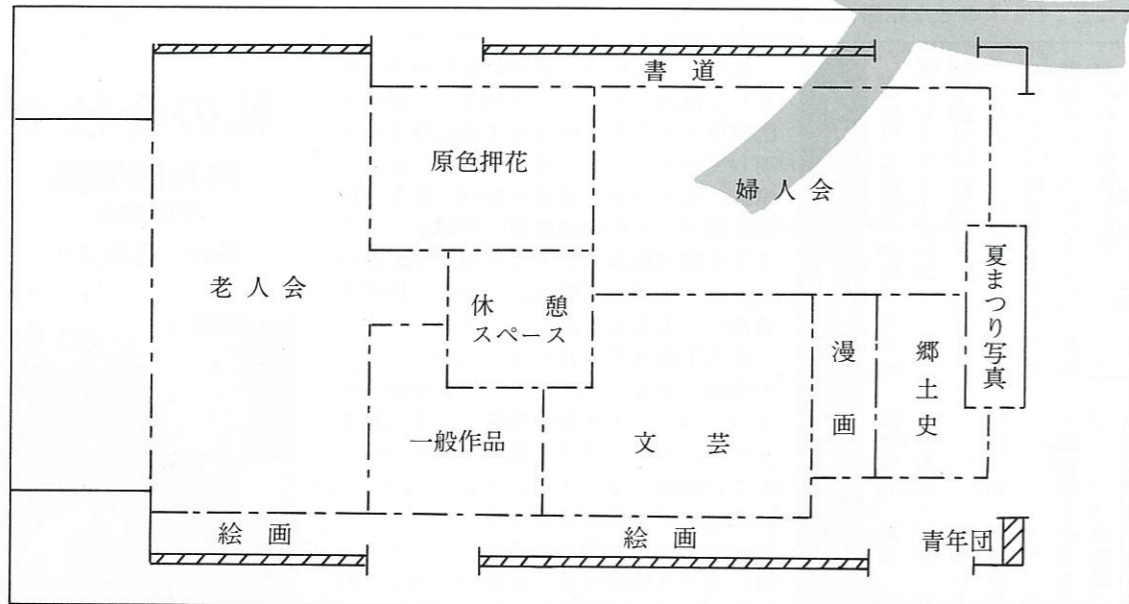 書道
原色押花
婦人会
夏まつり写真
老人会
休憩
スペース
漫画
郷土史
一般作品
文芸
絵画
絵画
青年団